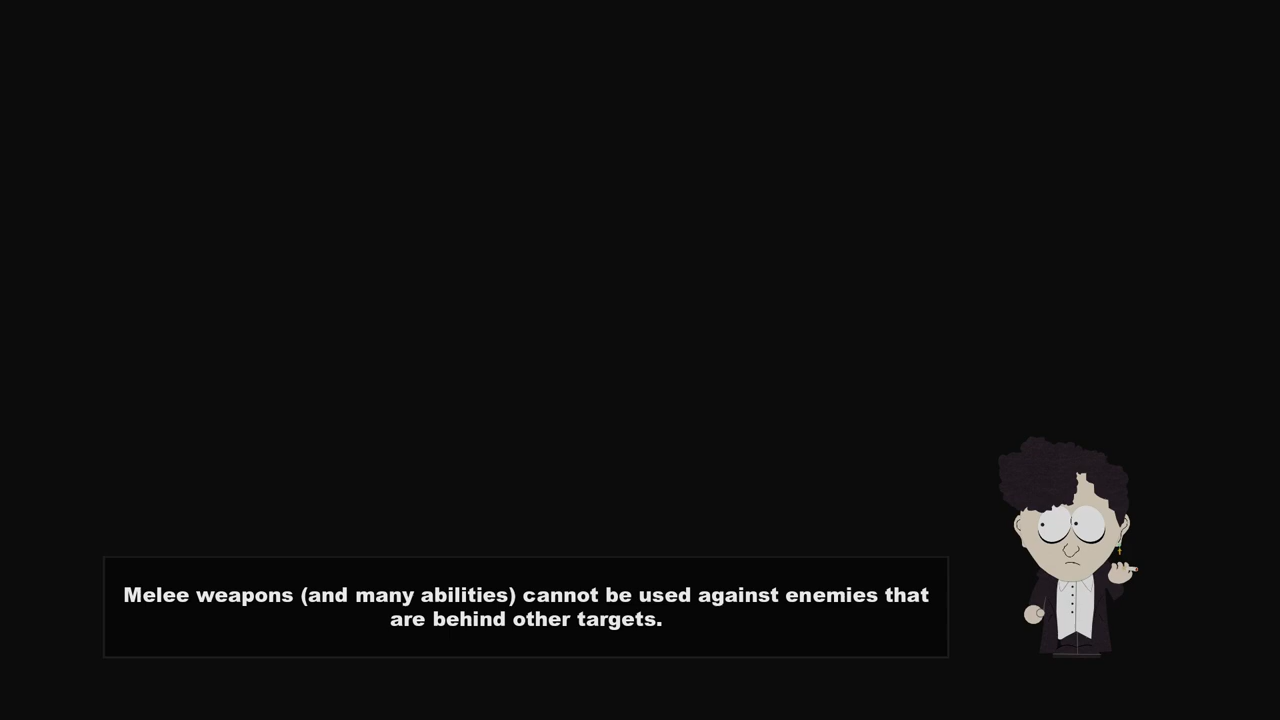 Melee weapons (and many abilities) cannot be used against enemies that
are behind other targets.